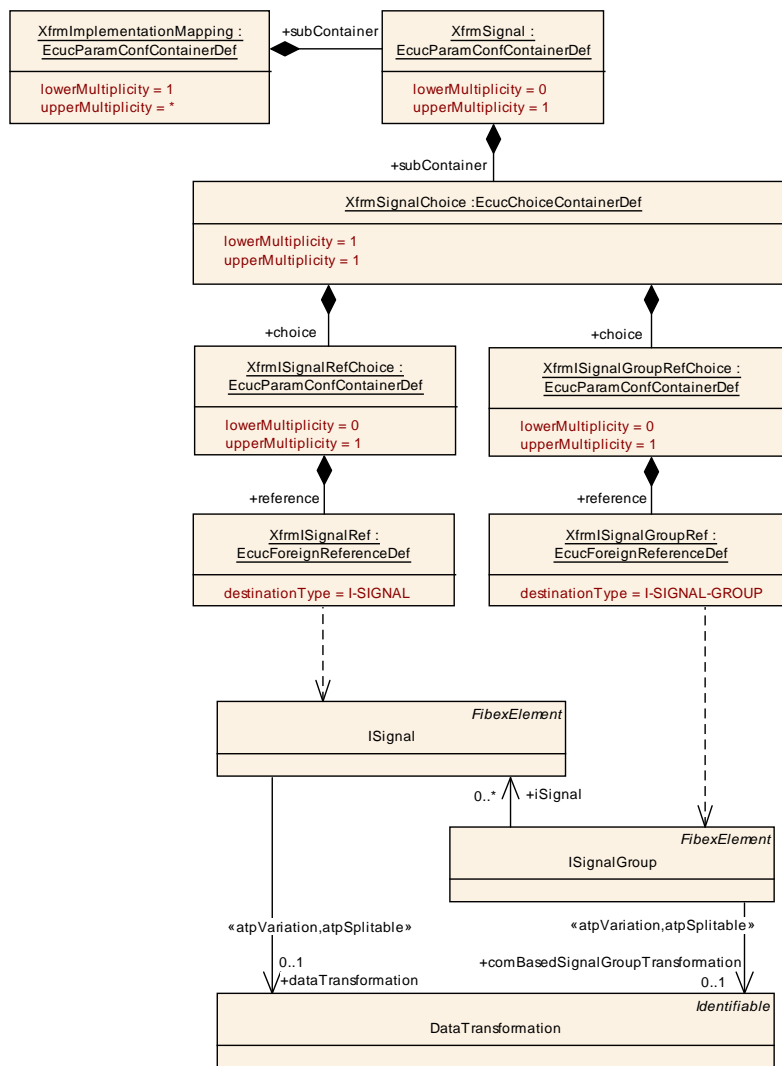 XfrmImplementationMapping :
EcucParamConfContainerDef
lowerMultiplicity = 1
upperMultiplicity = *
+subContainer
XfrmSignal :
EcucParamConfContainerDef
lowerMultiplicity = 0
upperMultiplicity = 1
+subContainer
XfrmSignalChoice :EcucChoiceContainerDef
lowerMultiplicity = 1
upperMultiplicity = 1
+choice
+choice
XfrmISignalRefChoice :
EcucParamConfContainerDef
lowerMultiplicity = 0
upperMultiplicity = 1
XfrmISignalGroupRefChoice :
EcucParamConfContainerDef
lowerMultiplicity = 0
upperMultiplicity = 1
+reference
+reference
XfrmISignalRef :
EcucForeignReferenceDef
destinationType = I-SIGNAL
XfrmISignalGroupRef :
EcucForeignReferenceDef
destinationType = I-SIGNAL-GROUP
FibexElement
ISignal
0..*
+iSignal
FibexElement
ISignalGroup
«atpVariation,atpSplitable»
0..1
+dataTransformation
«atpVariation,atpSplitable»
+comBasedSignalGroupTransformation
0..1
Identifiable
DataTransformation